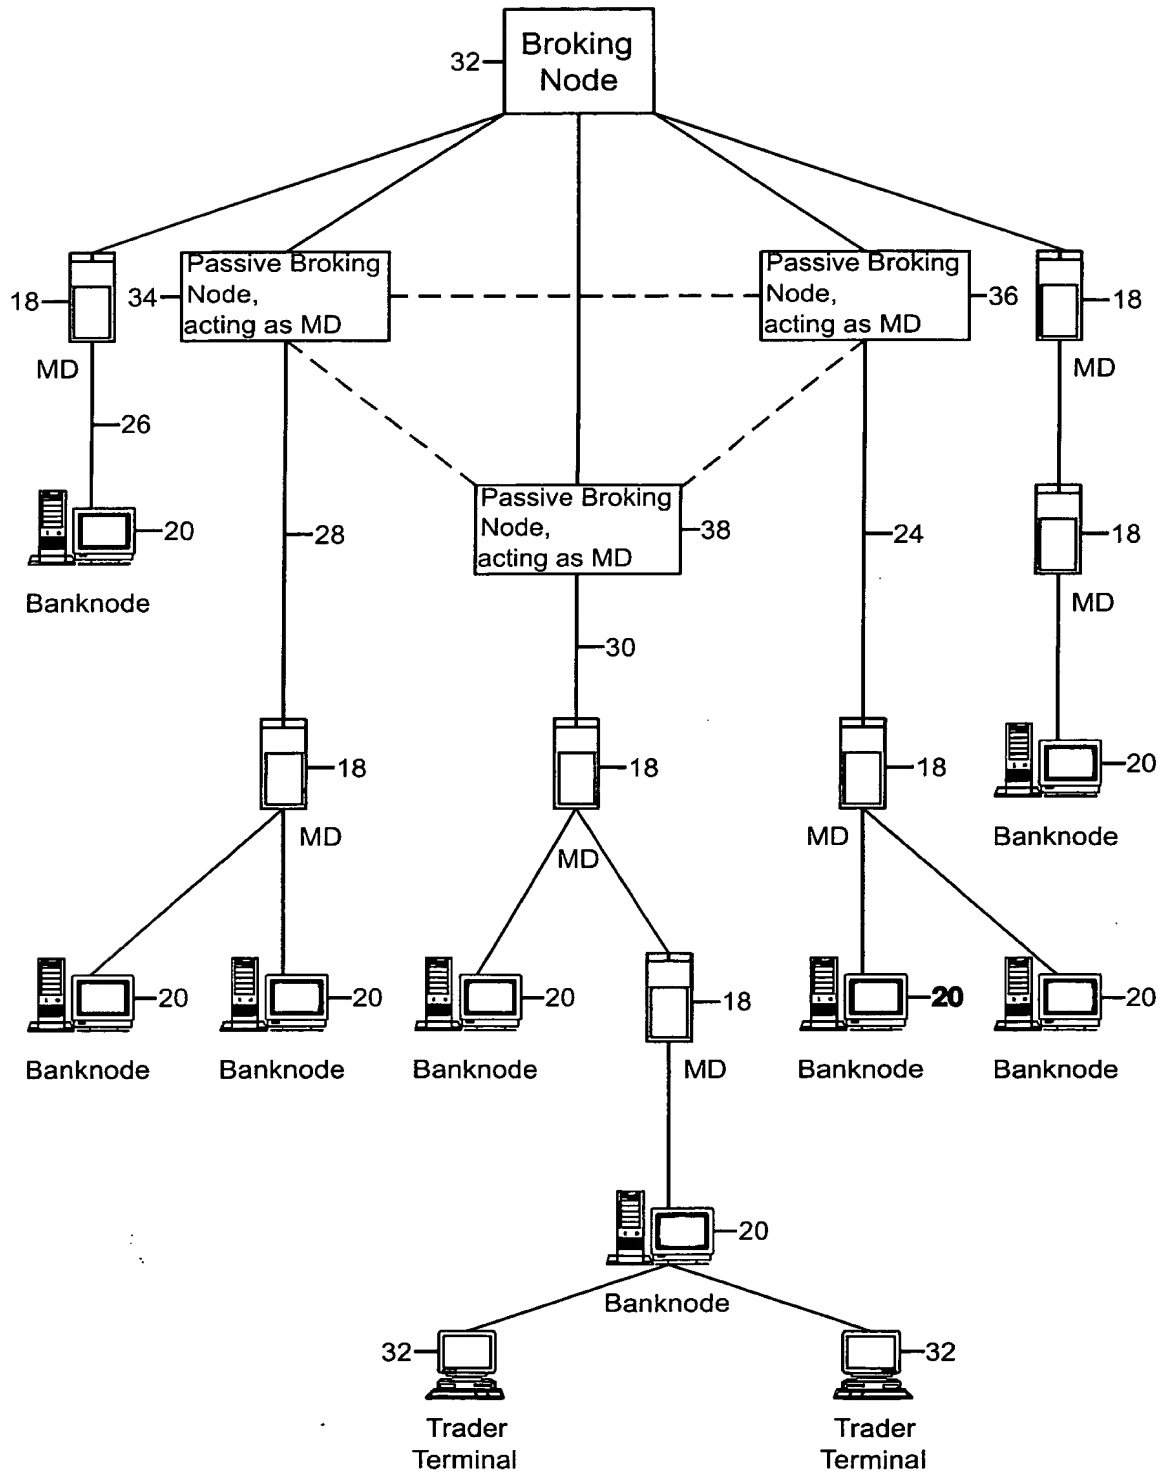 Broking
Node
32
Passive Broking
Node,
acting as MD
34
Passive Broking
Node,
acting as MD
36
18
MD
18
MD
26
20
Banknode
28
Passive Broking
Node,
acting as MD
38
24
18
MD
30
18
MD
18
MD
18
MD
20
Banknode
20
Banknode
20
Banknode
20
Banknode
18
MD
20
Banknode
20
Banknode
20
Banknode
32
Trader
Terminal
32
Trader
Terminal